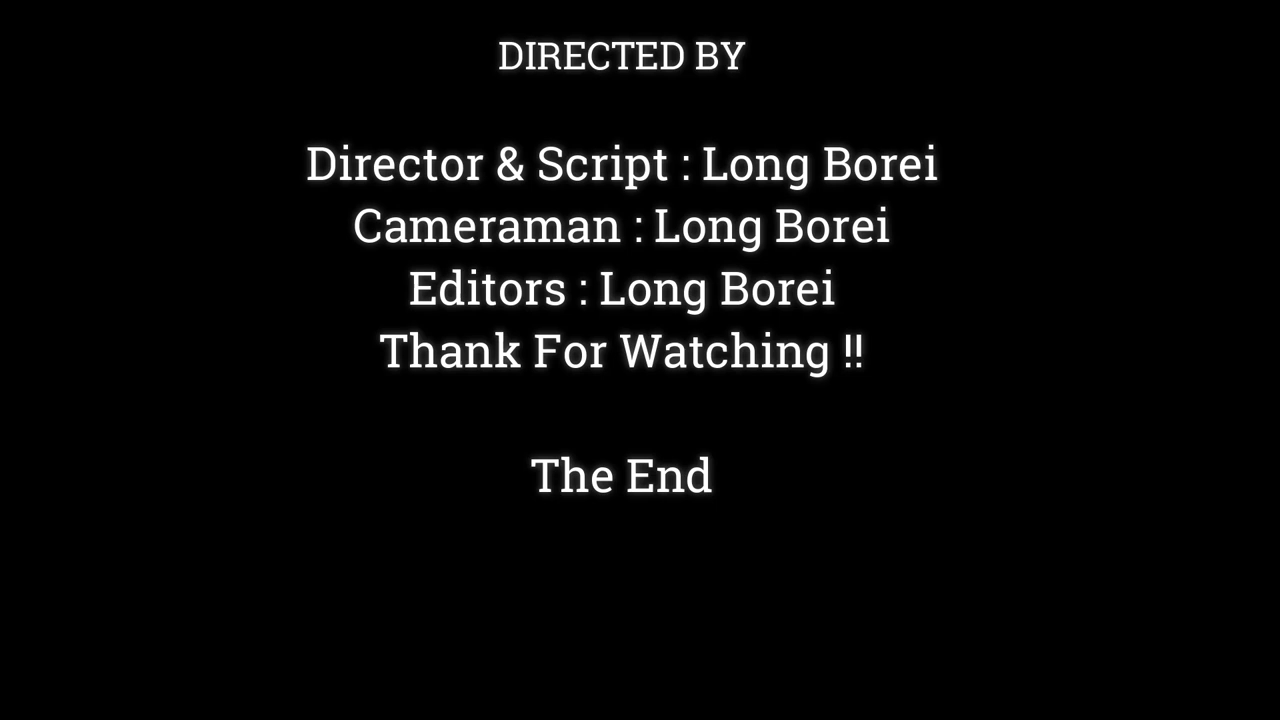 DIRECTED BY
Director & Script : Long Borei
Cameraman : Long Borei
Editors : Long Borei
Thank For Watching !!
The End